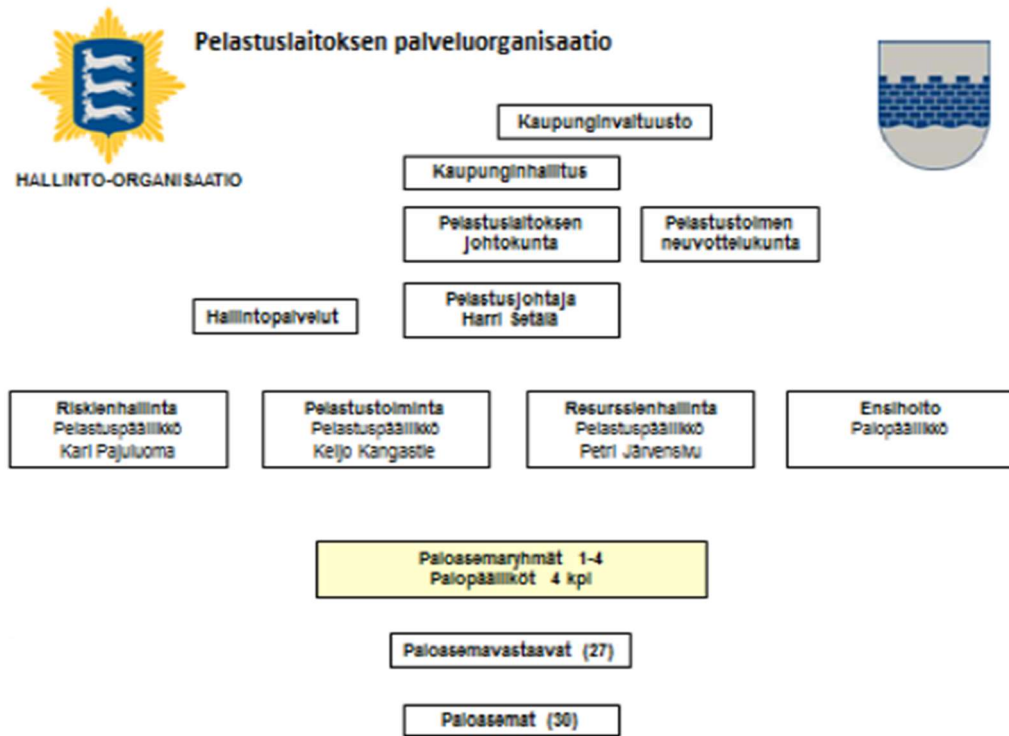 Pelastuslaitoksen palveluorganisaatio
HALLINTO-ORGANISAATIO
Kaupunginvaltuusto
Kaupunginhallitus
Pelastuslaitoksen
Johtokunta
Pelastustoimen
neuvottelukunta
Hallintopalvelut
Pelastusjohtaja
Harri Setälä
Riskienhallinta
Pelastuspäällikkö
Kari Pajuluoma
Pelastustoiminta
Pelastuspäällikkö
Keijo Kangastie
Resurssienhallinta
Pelastuspäällikkö
Petri Järvensivu
Ensihoito
Palopäällikkö
Paloasemaryhmät 1-4
Palopäälliköt 4 kpl
Paloasemavastaavat (27)
Paloasemat (30)